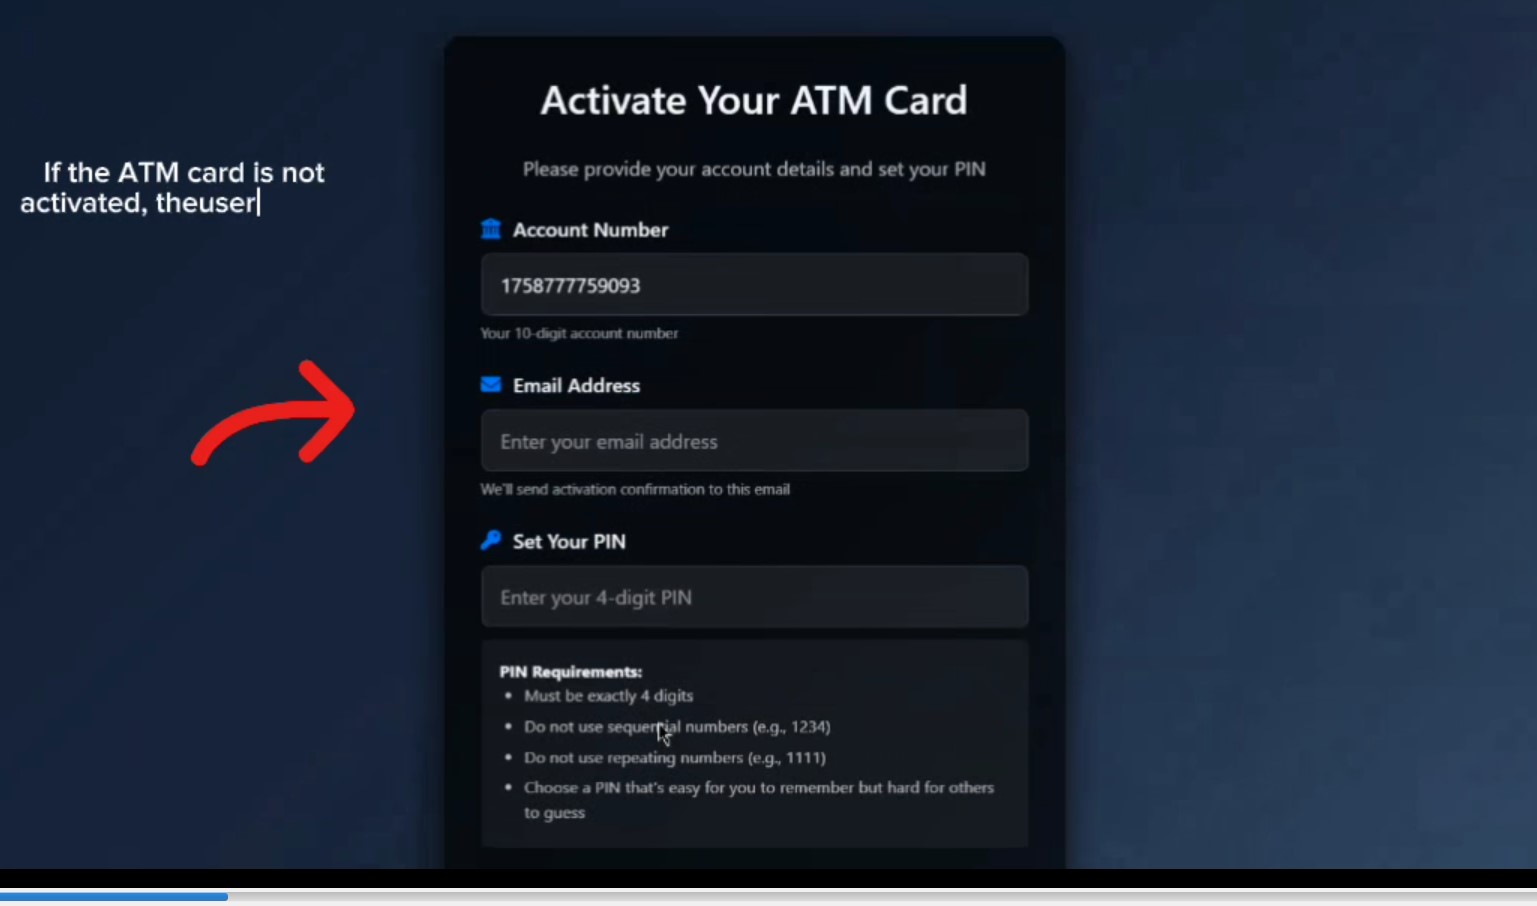 Activate Your ATM Card
Please provide your account details and set your PIN
If the ATM card is not
activated, theuser
Account Number
1758777759093
Your 10-digit account number
Email Address
Enter your email address
We'll send activation confirmation to this email
Set Your PIN
Enter your 4-digit PIN
PIN Requirements:
• Must be exactly 4 digits
• Do not use sequential numbers (e.g., 1234)
• Do not use repeating numbers (e.g., 1111)
• Choose a PIN that's easy for you to remember but hard for others
to guess